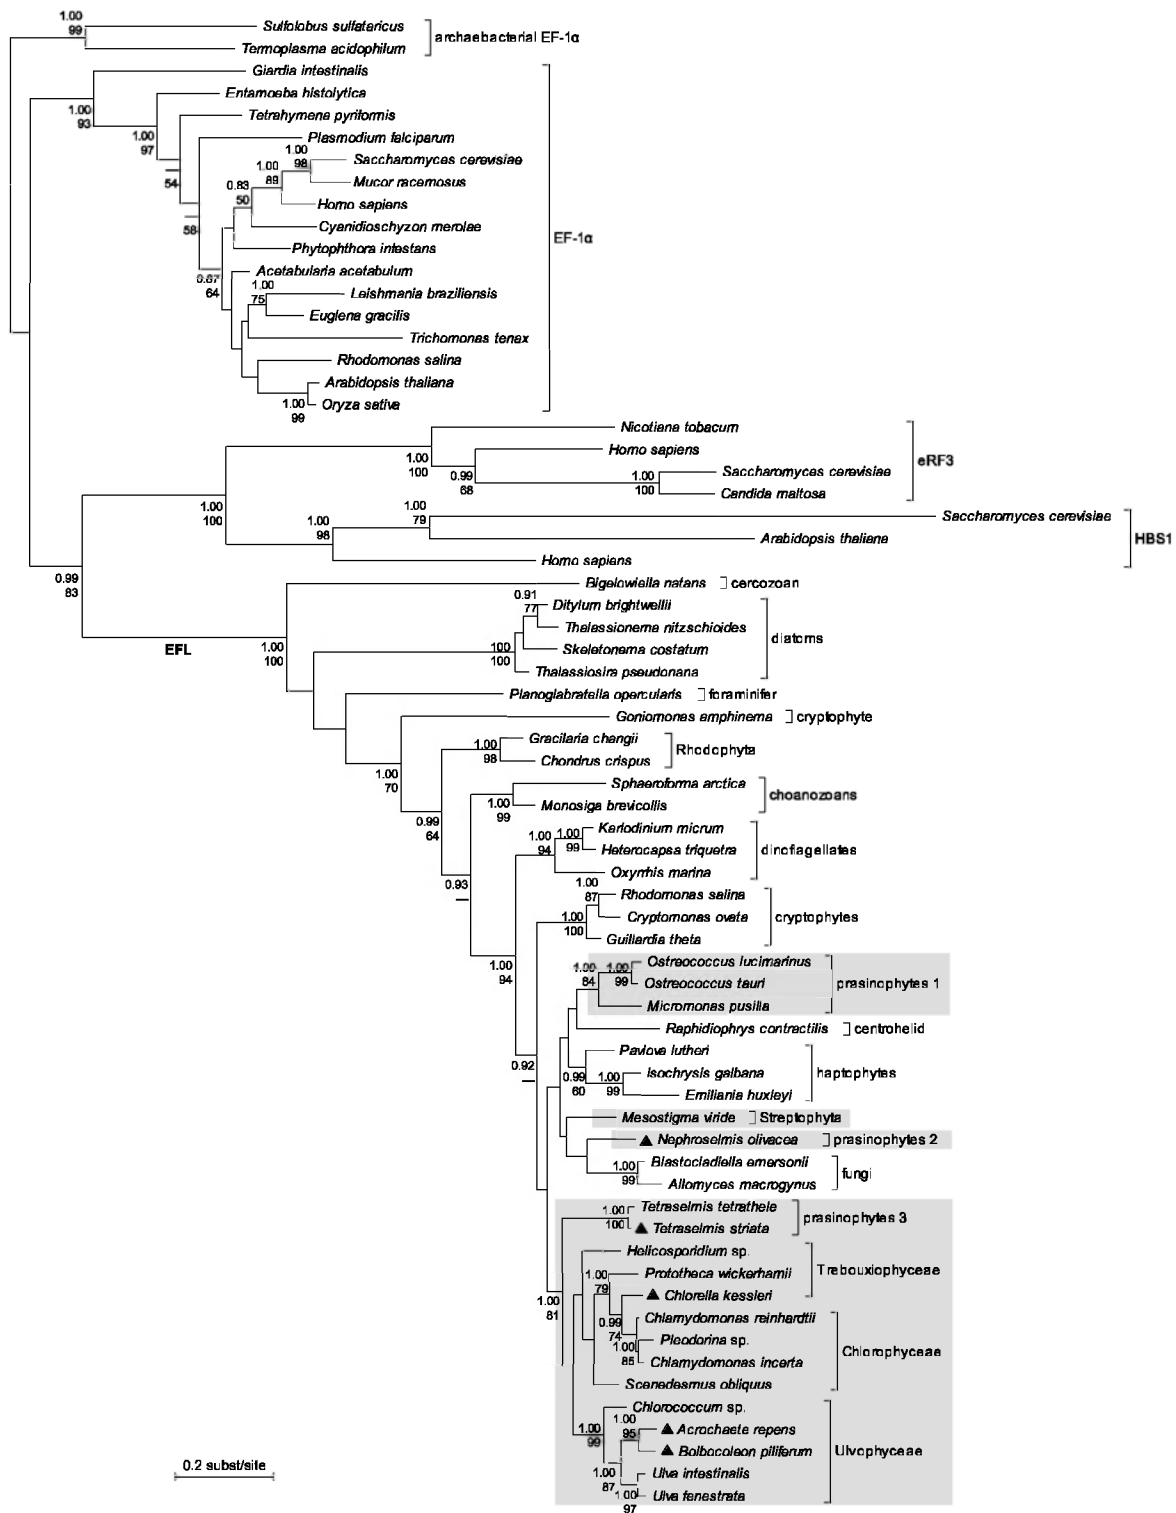 1.00
99
Sulfolobus sulfataricus
Termoplasma acidophilum
archaebacterial EF-1α
Giardia intestinalis
1.00
93
Entamoeba histolytica
1.00
97
Tetrahymena pyriformis
54
Plasmodium falciparum
58
1.00
98
Saccharomyces cerevisiae
1.00
89
Mucor racemosus
0.83
50
Homo sapiens
Cyanidioschyzon merolae
EF-1α
Phytophthora infestans
0.87
64
Acetabularia acetabulum
1.00
75
Leishmania braziliensis
Euglena gracilis
Trichomonas tenax
Rhodomonas salina
Arabidopsis thaliana
1.00
99
Oryza sativa
Nicotiana tobacum
1.00
100
Homo sapiens
eRF3
0.99
68
1.00
100
Saccharomyces cerevisiae
Candida maltosa
1.00
100
1.00
79
Saccharomyces cerevisiae
1.00
98
Arabidopsis thaliana
HBS1
Homo sapiens
0.99
83
Bigelowiella natans
cercozoan
EFL
1.00
100
0.91
77
Ditylum brightwellii
Thalassionema nitzschioides
diatoms
100
100
Skeletonema costatum
Thalassiosira pseudonana
Planoglabratella opercularis
foraminifer
Goniomonas amphinema
cryptophyte
1.00
70
Gracilaria changii
1.00
98
Rhodophyta
Chondrus crispus
0.99
64
Sphaeroforma arctica
1.00
99
choanozoans
Monosiga brevicollis
0.93
Karlodinium micrum
1.00
94
1.00
99
Heterocapsa triquetra
dinoflagellates
Oxyrrhis marina
1.00
94
1.00
87
Rhodomonas salina
1.00
100
Cryptomonas ovata
cryptophytes
Guillardia theta
0.92
Ostreococcus lucimarinus
1.00
84
1.00
99
Ostreococcus tauri
prasinophytes 1
Micromonas pusilla
Raphidiophrys contractilis
centrohelid
Pavlova lutheri
0.99
60
1.00
99
Isochrysis galbana
haptophytes
Emiliania huxleyi
Mesostigma viride
Streptophyta
▲ Nephroselmis olivacea
prasinophytes 2
1.00
99
Blastocladiella emersonii
fungi
Allomyces macrogynus
Tetraselmis tetrathele
1.00
100
prasinophytes 3
▲ Tetraselmis striata
1.00
81
Helicosporidium sp.
Trebouxiophyceae
1.00
79
Prototheca wickerhamii
▲ Chlorella kessleri
0.99
74
Chlamydomonas reinhardtii
1.00
85
Pleodorina sp.
Chlorophyceae
Chlamydomonas incerta
Scenedesmus obliquus
1.00
99
Chlorococcum sp.
1.00
95
▲ Acrochaete repens
▲ Bolbocoleon piliferum
Ulvophyceae
1.00
87
Ulva intestinalis
1.00
97
Ulva fenestrata
0.2 subst/site